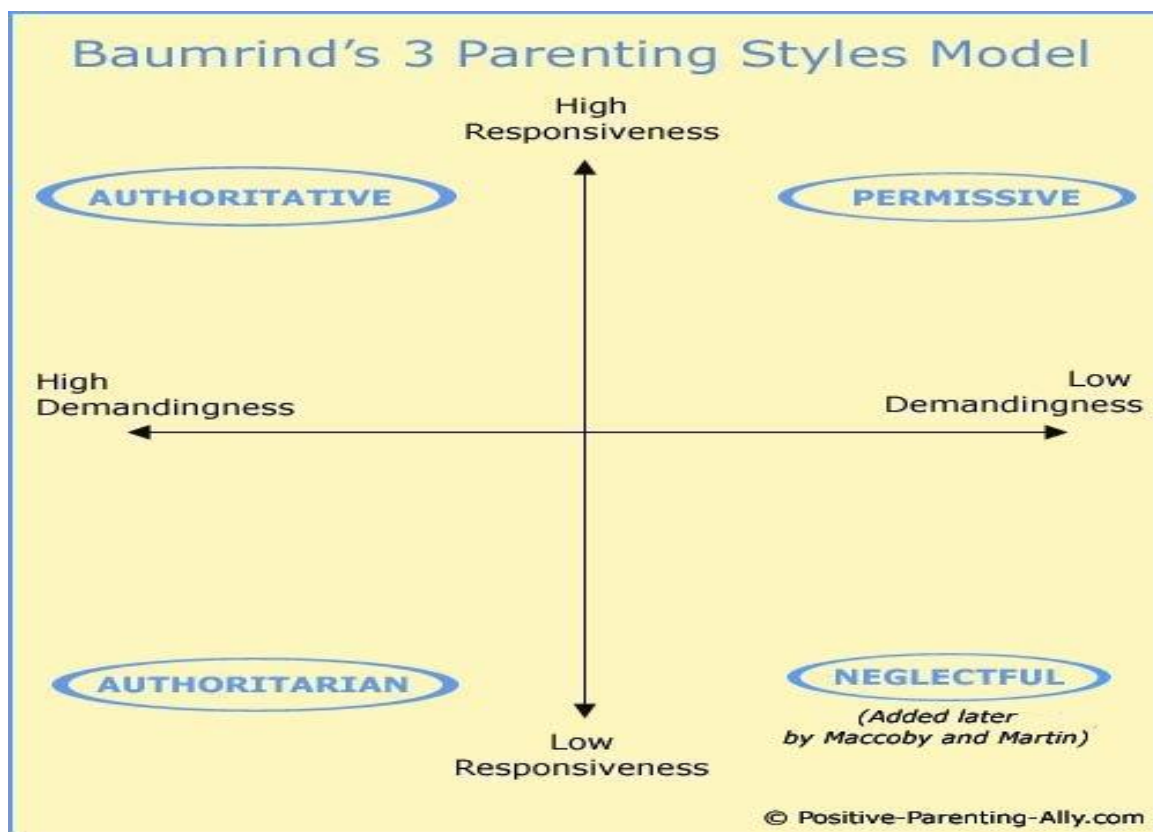 Baumrind's 3 Parenting Styles Model
High
Responsiveness
AUTHORITATIVE
PERMISSIVE
High
Demandingness
Low
Demandingness
AUTHORITARIAN
NEGLECTFUL
(Added later
by Maccoby and Martin)
Low
Responsiveness
© Positive-Parenting-Ally.com